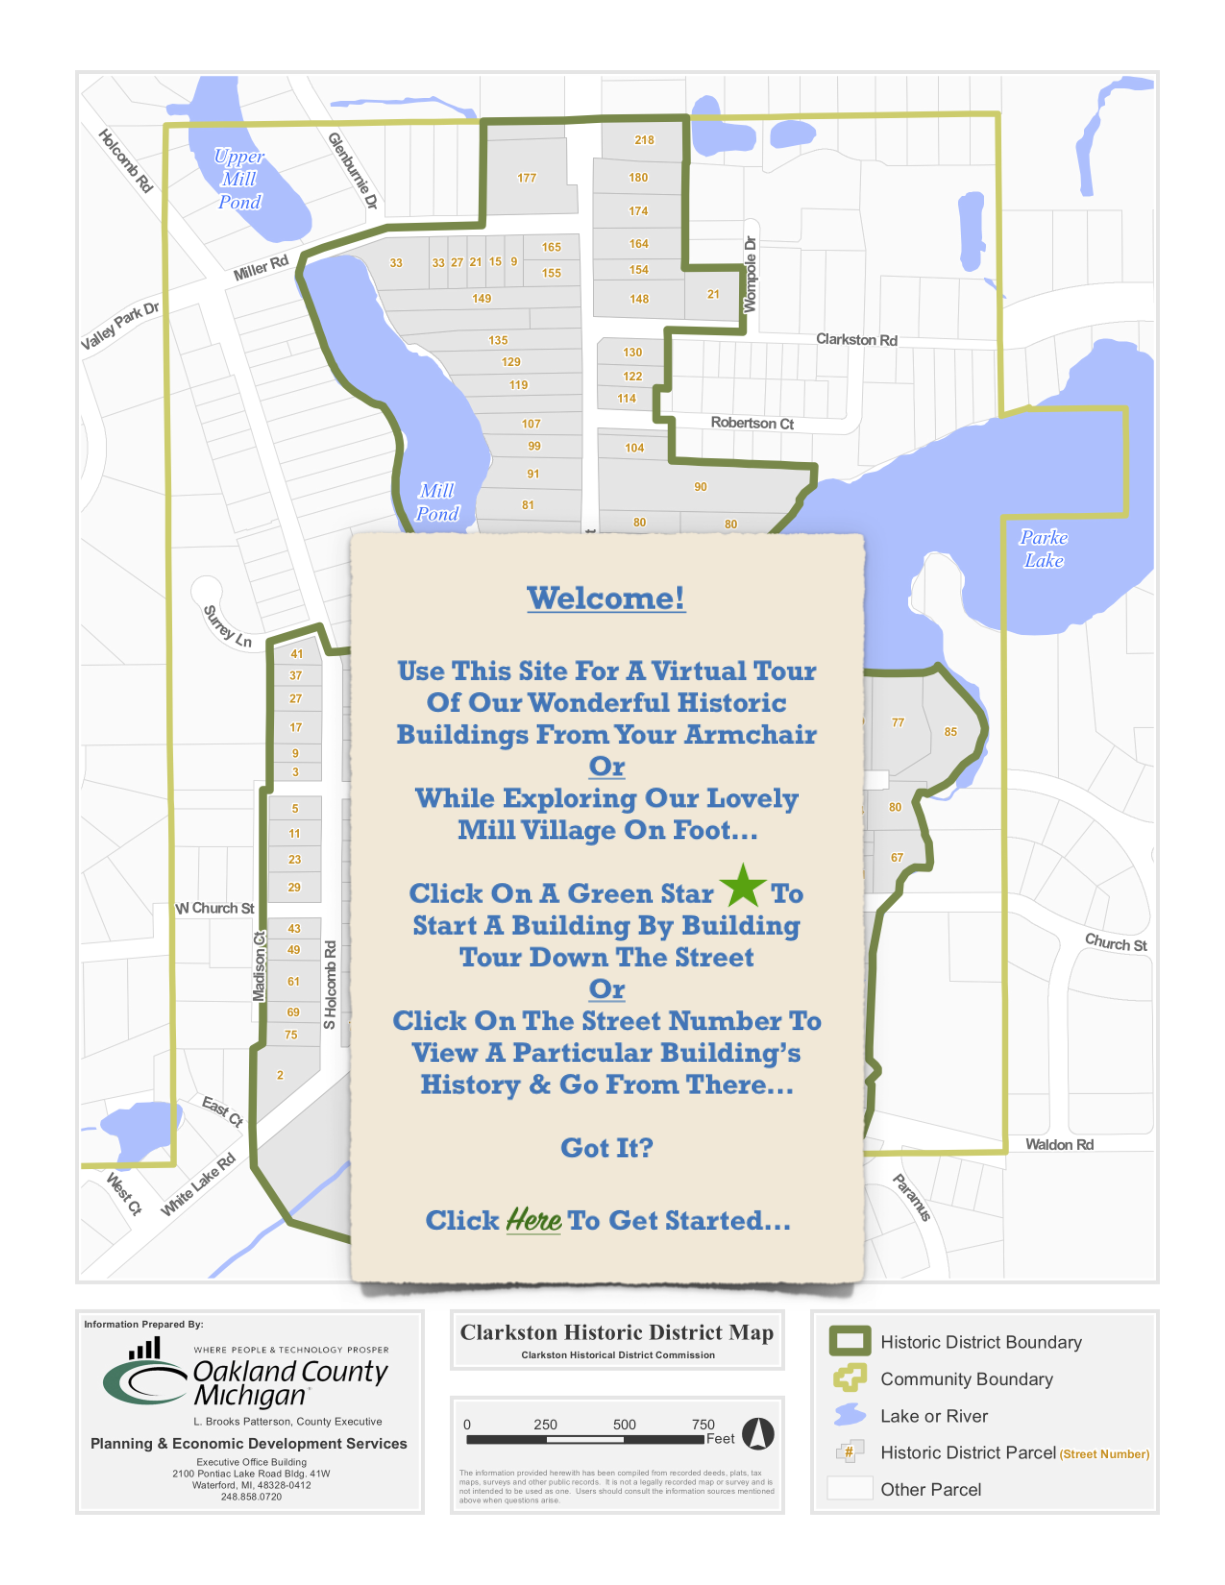 218
177
180
174
164
154
148
21
165
155
33
33
27
21
15
9
149
135
129
119
107
99
91
81
130
122
114
104
90
80
80
Holcomb Rd
Glenburnie Dr
Upper
Mill
Pond
Miller Rd
Valley Park Dr
Wompole Dr
Clarkston Rd
Robertson Ct
Mill
Pond
Parke
Lake
Surrey Ln
41
37
27
17
9
3
5
11
23
29
43
49
61
69
75
2
77
85
80
67
W Church St
Madison Ct
S Holcomb Rd
East Ct
West Ct
White Lake Rd
Church St
Waldon Rd
Paramus
Welcome!
Use This Site For A Virtual Tour
Of Our Wonderful Historic
Buildings From Your Armchair
Or
While Exploring Our Lovely
Mill Village On Foot...
Click On A Green Star To
Start A Building By Building
Tour Down The Street
Or
Click On The Street Number To
View A Particular Building's
History & Go From There...
Got It?
Click Here To Get Started...
Information Prepared By:
WHERE PEOPLE & TECHNOLOGY PROSPER
Oakland County
Michigan
L. Brooks Patterson, County Executive
Planning & Economic Development Services
Executive Office Building
2100 Pontiac Lake Road Bldg. 41W
Waterford, MI, 48328-0412
248.858.0720
Clarkston Historic District Map
Clarkston Historical District Commission
0 250 500 750
Feet
The information provided herewith has been compiled from recorded deeds, plats, tax
maps, surveys and other public records. It is not a legally recorded map or survey and is
not intended to be used as one. Users should consult the information sources mentioned
above when questions arise.
Historic District Boundary
Community Boundary
Lake or River
# Historic District Parcel (Street Number)
Other Parcel